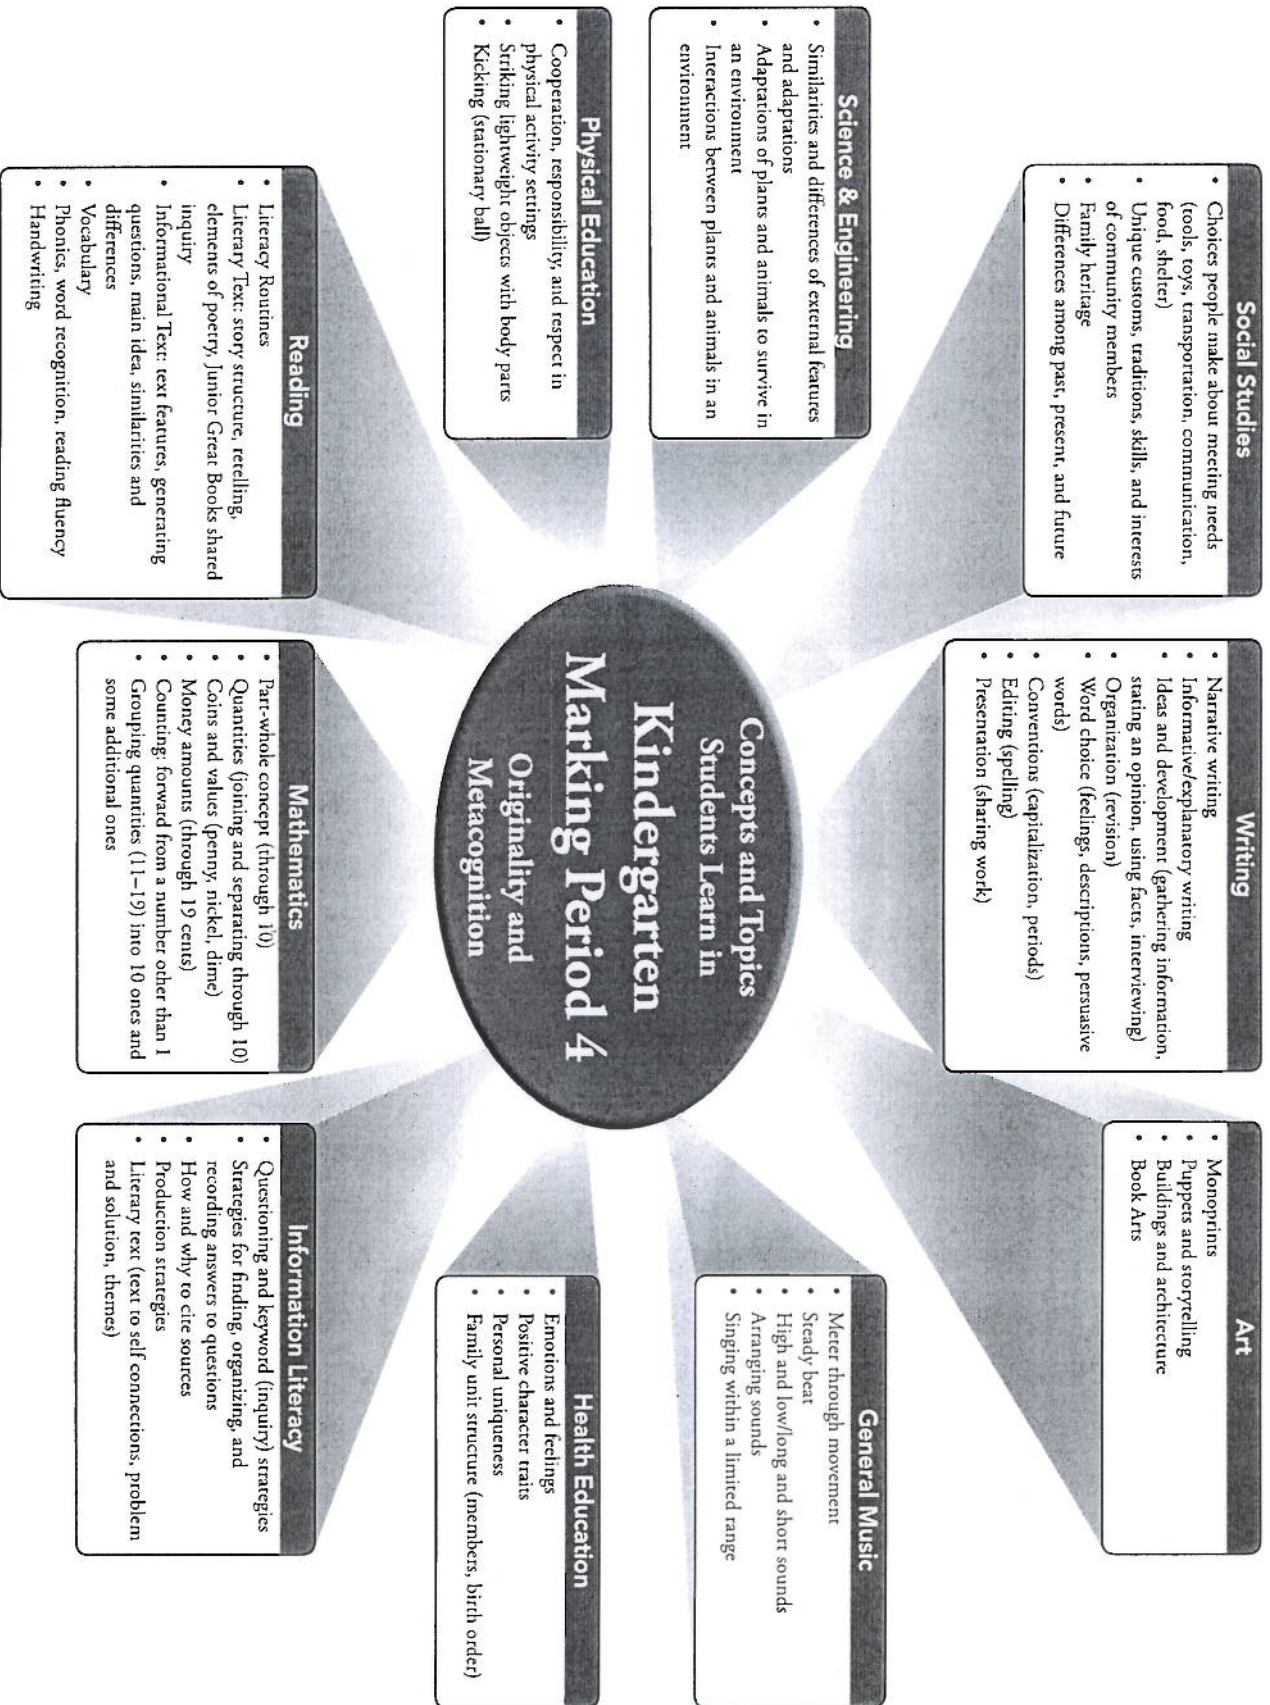 Social Studies
• Choices people make about meeting needs
(tools, toys, transportation, communication,
food, shelter)
• Unique customs, traditions, skills, and interests
of community members
• Family heritage
• Differences among past, present, and future
Writing
• Narrative writing
• Informative/explanatory writing
• Ideas and development (gathering information,
stating an opinion, using facts, interviewing)
• Organization (revision)
• Word choice (feelings, descriptions, persuasive
words)
• Conventions (capitalization, periods)
• Editing (spelling)
• Presentation (sharing work)
Art
• Monoprints
• Puppets and storytelling
• Buildings and architecture
• Book Arts
Science & Engineering
• Similarities and differences of external features
and adaptations
• Adaptations of plants and animals to survive in
an environment
• Interactions between plants and animals in an
environment
Concepts and Topics
Students Learn in
Kindergarten
Marking Period 4
Originality and
Metacognition
General Music
• Meter through movement
• Steady beat
• High and low/long and short sounds
• Arranging sounds
• Singing within a limited range
Physical Education
• Cooperation, responsibility, and respect in
physical activity settings
• Striking lightweight objects with body parts
• Kicking (stationary ball)
Health Education
• Emotions and feelings
• Positive character traits
• Personal uniqueness
• Family unit structure (members, birth order)
Reading
• Literacy Routines
• Literary Text: story structure, retelling,
elements of poetry, Junior Great Books shared
inquiry
• Informational Text: text features, generating
questions, main idea, similarities and
differences
• Vocabulary
• Phonics, word recognition, reading fluency
• Handwriting
Mathematics
• Part-whole concept (through 10)
• Quantities (joining and separating through 10)
• Coins and values (penny, nickel, dime)
• Money amounts (through 19 cents)
• Counting: forward from a number other than 1
• Grouping quantities (11–19) into 10 ones and
some additional ones
Information Literacy
• Questioning and keyword (inquiry) strategies
• Strategies for finding, organizing, and
recording answers to questions
• How and why to cite sources
• Production strategies
• Literary text (text to self connections, problem
and solution, themes)